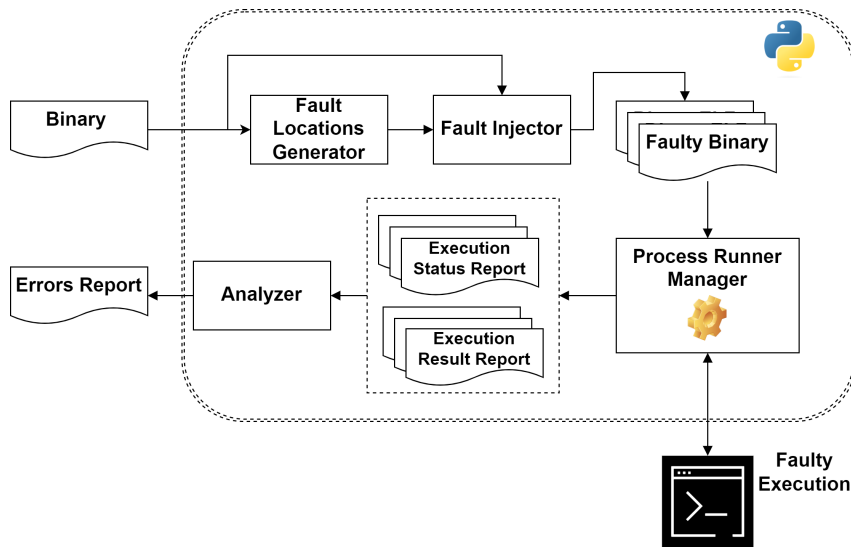 Binary
Fault
Locations
Generator
Fault Injector
Faulty Binary
Process Runner
Manager
Execution
Status Report
Execution
Result Report
Analyzer
Errors Report
Faulty
Execution